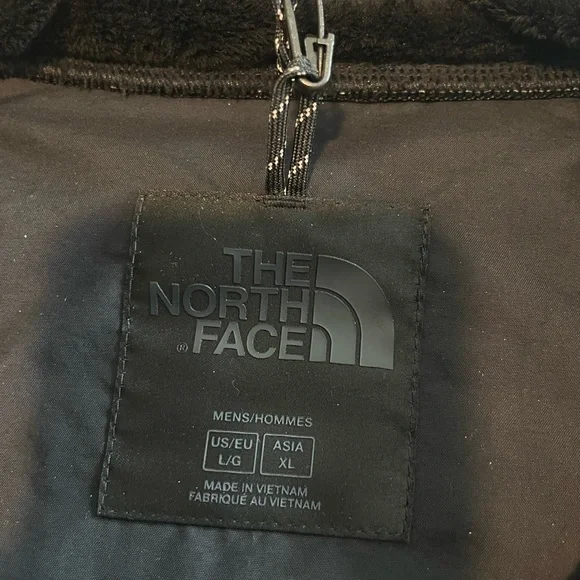 THE
NORTH
® FACE
MENS/HOMMES
US/EU ASIA
L/G XL
MADE IN VIETNAM
FABRIQUÉ AU VIETNAM